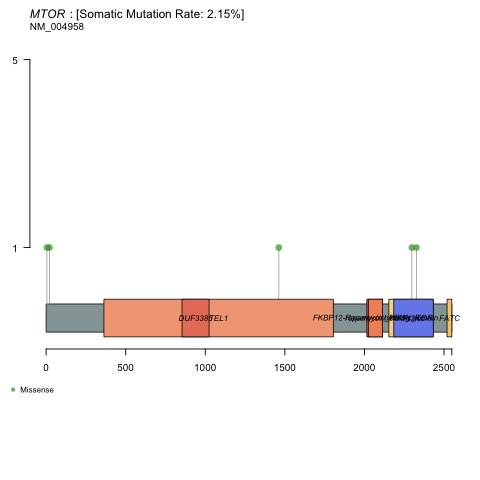 MTOR : [Somatic Mutation Rate: 2.15%]
NM_004958
5
1
DUF3385 TEL1 FATC
0 500 1000 1500 2000 2500
Missense